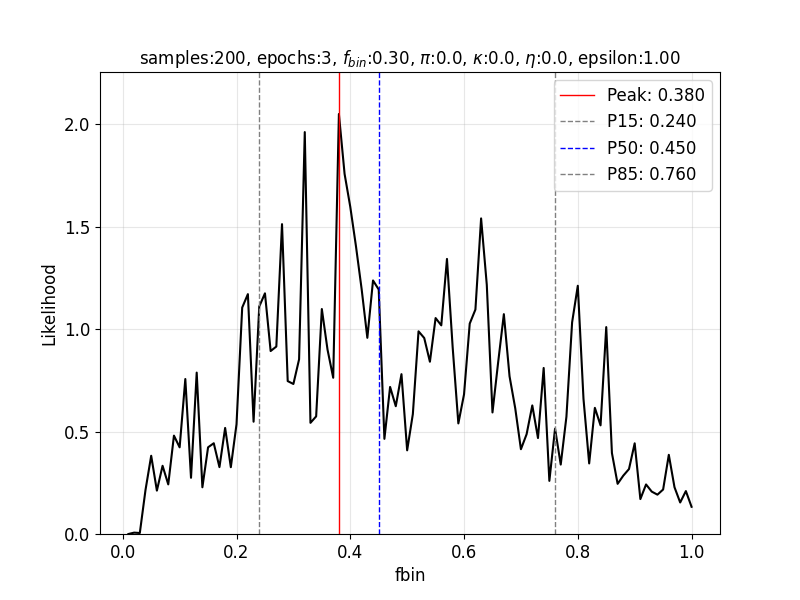 samples:200, epochs:3, f_bin:0.30, π:0.0, κ:0.0, η:0.0, epsilon:1.00
Peak: 0.380
P15: 0.240
P50: 0.450
P85: 0.760
2.0
1.5
1.0
0.5
0.0
Likelihood
0.0 0.2 0.4 0.6 0.8 1.0
fbin